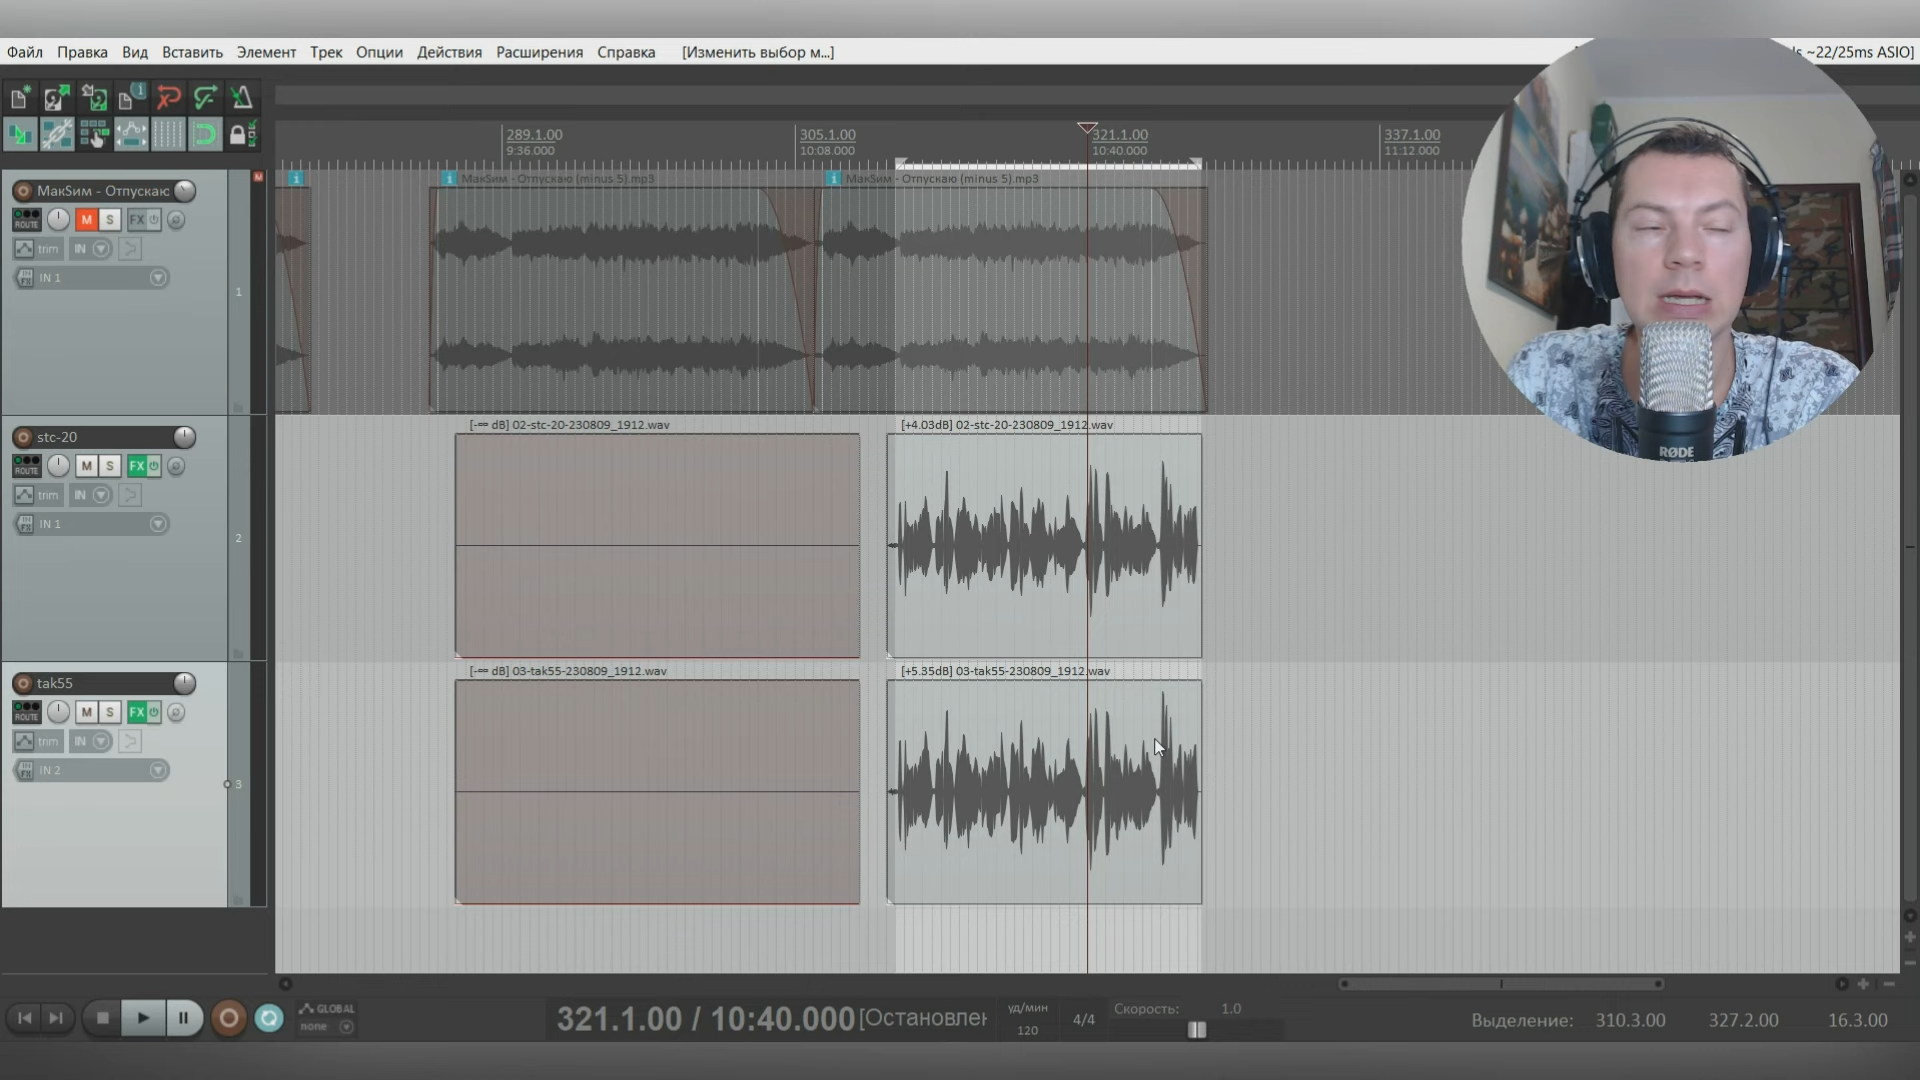 Файл Правка Вид Вставить Элемент Трек Опции Действия Расширения Справка [Изменить выбор м...] ~22/25ms ASIO]
289.1.00 305.1.00 321.1.00 337.1.00
9:36.000 10:08.000 10:40.000 11:12.000
МакSим - Отпускаю (minus 5).mp3 МакSим - Отпускаю (minus 5).mp3
МакSим - Отпускак
ROUTE M S FX
trim IN
IN 1
1
[-∞ dB] 02-stc-20-230809_1912.wav [+4.03dB] 02-stc-20-230809_1912.wav
stc-20
ROUTE M S FX
trim IN
IN 1
2
[-∞ dB] 03-tak55-230809_1912.wav [+5.35dB] 03-tak55-230809_1912.wav
tak55
ROUTE M S FX
trim IN
IN 2
3
RØDE
GLOBAL
none
321.1.00 / 10:40.000 [Остановлен
уд/мин
120
4/4
Скорость: 1.0
Выделение: 310.3.00 327.2.00 16.3.00